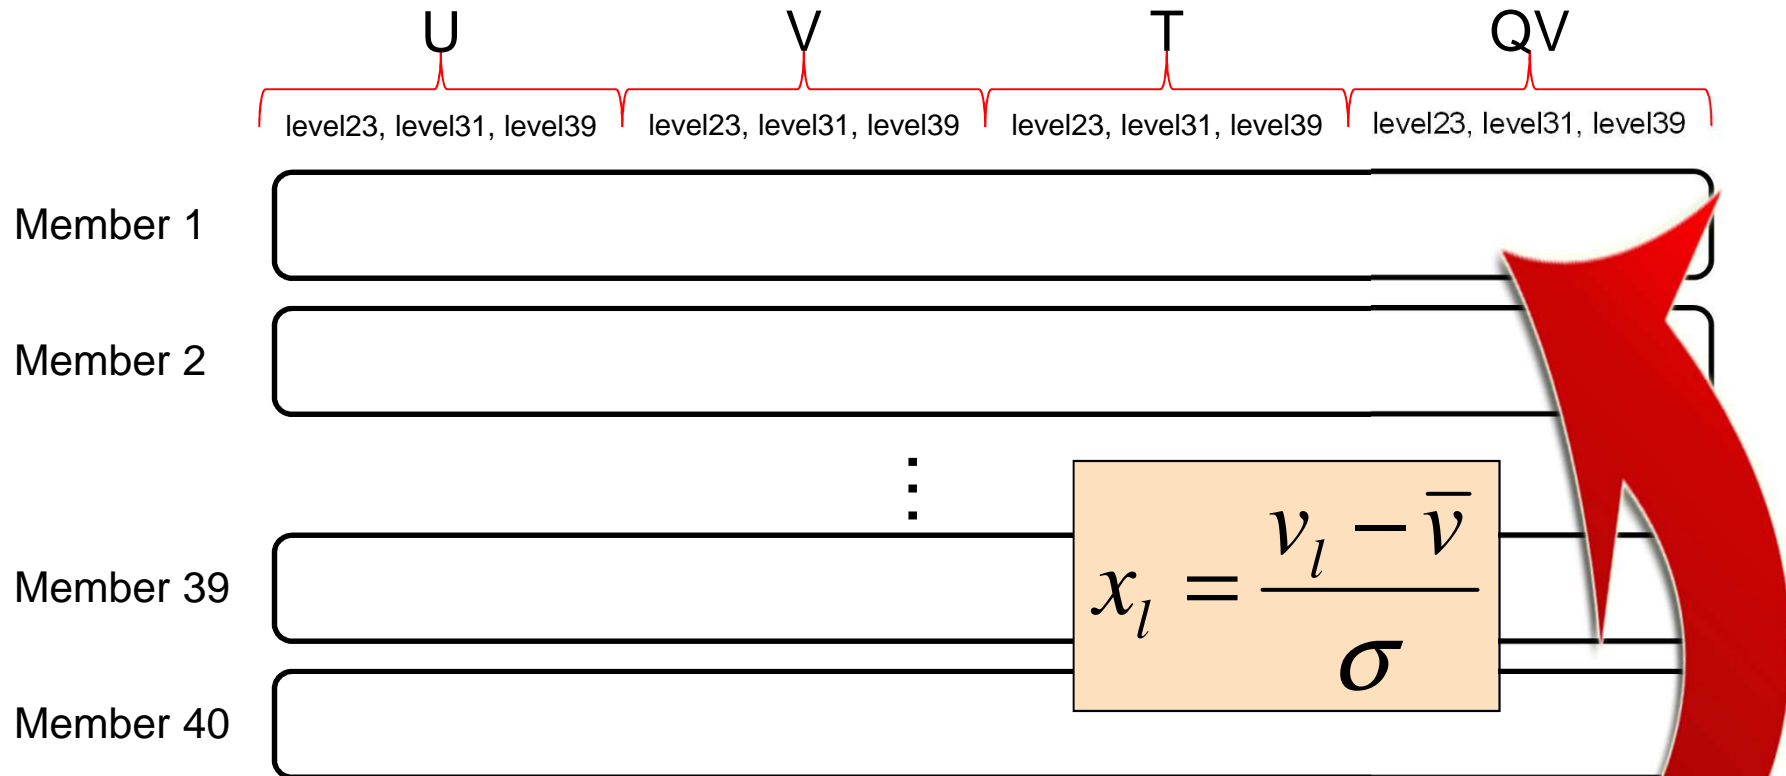 U V T QV
level23, level31, level39 level23, level31, level39 level23, level31, level39 level23, level31, level39
Member 1
Member 2
⋮
Member 39
x_l = (v_l − v̄) / σ
Member 40